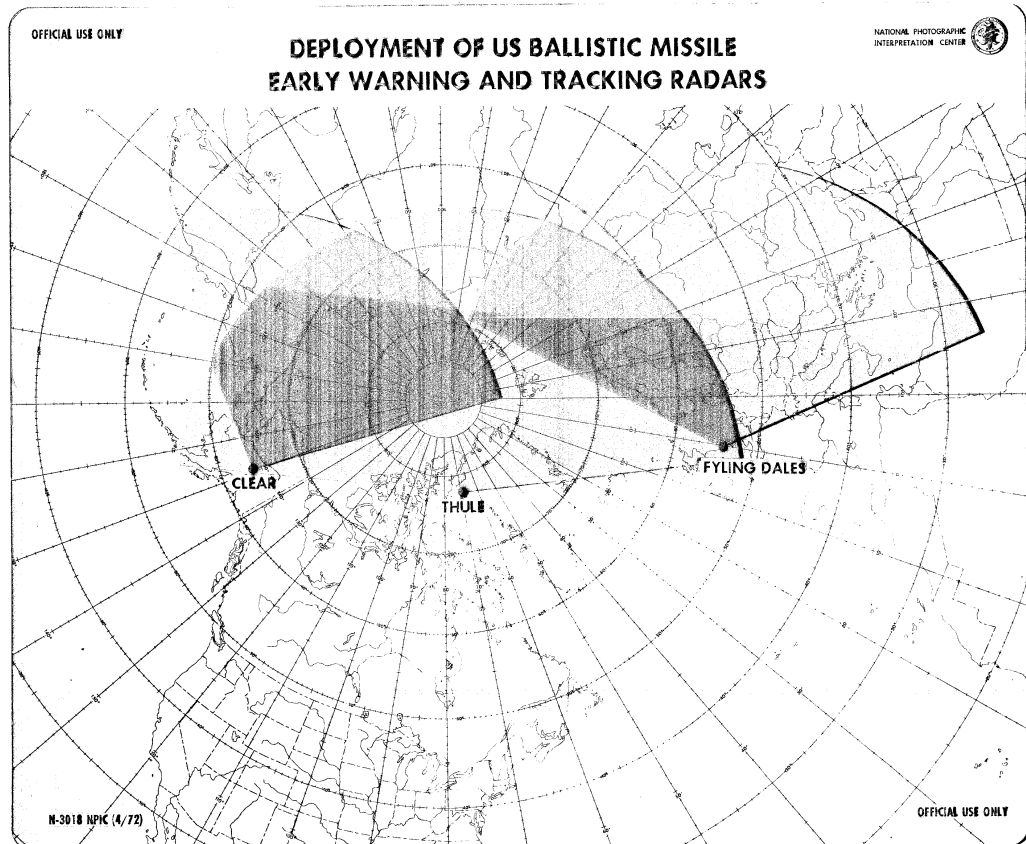 OFFICIAL USE ONLY
NATIONAL PHOTOGRAPHIC
INTERPRETATION CENTER
DEPLOYMENT OF US BALLISTIC MISSILE
EARLY WARNING AND TRACKING RADARS
CLEAR
THULE
FYLING DALES
N-3018 NPIC (4/72)
OFFICIAL USE ONLY